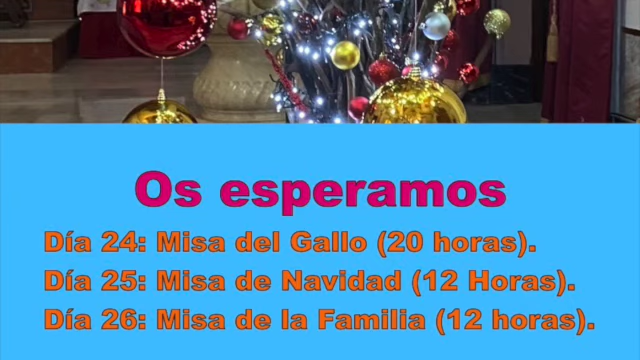 Os esperamos
Día 24: Misa del Gallo (20 horas).
Día 25: Misa de Navidad (12 Horas).
Día 26: Misa de la Familia (12 horas).